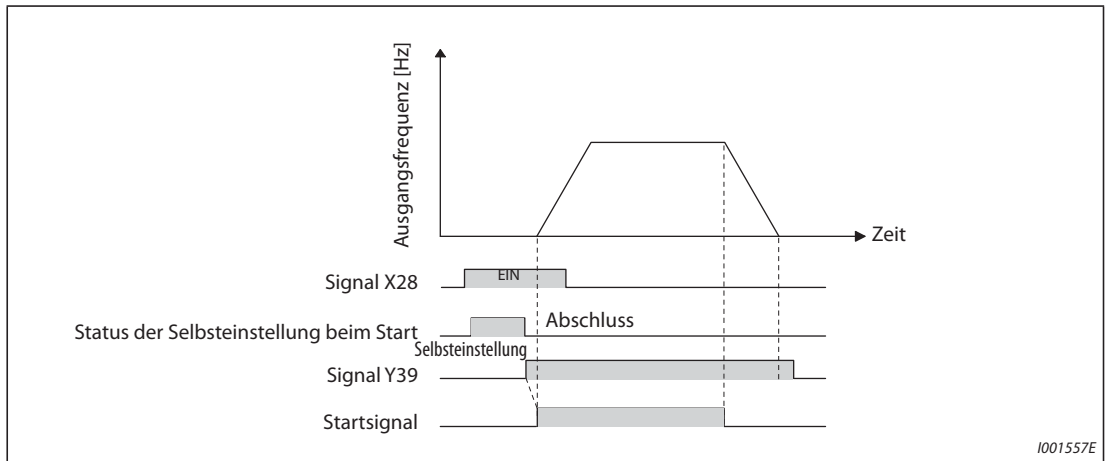 Ausgangsfrequenz [Hz]
Zeit
Signal X28
EIN
Status der Selbsteinstellung beim Start
Abschluss
Selbsteinstellung
Signal Y39
Startsignal
I001557E